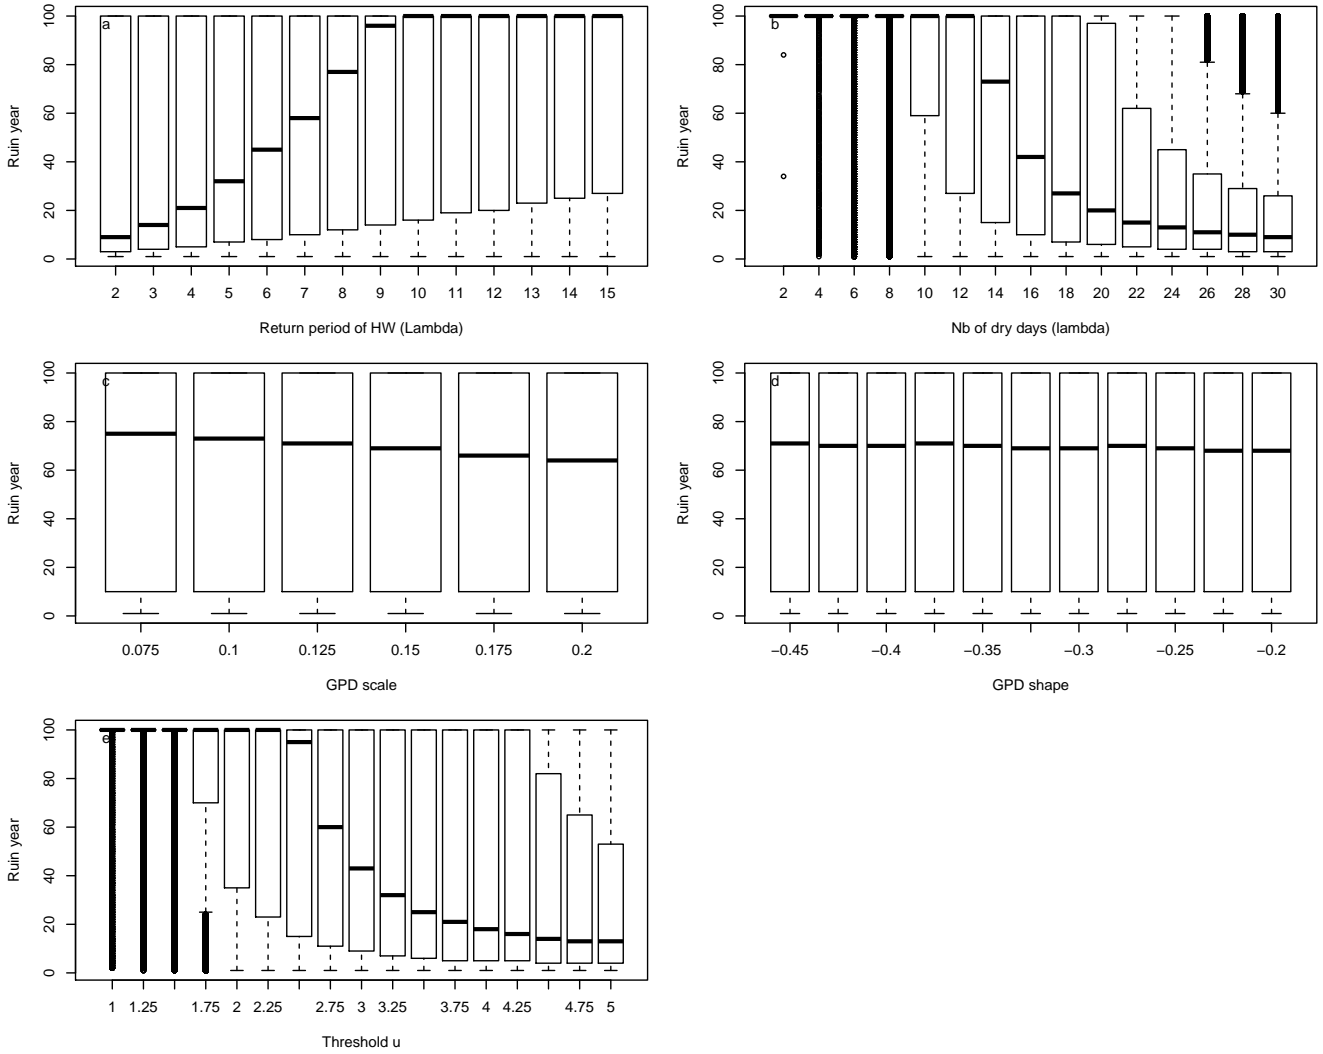 a
Ruin year
0 20 40 60 80 100
2 3 4 5 6 7 8 9 10 11 12 13 14 15
Return period of HW (Lambda)
b
Ruin year
0 20 40 60 80 100
2 4 6 8 10 12 14 16 18 20 22 24 26 28 30
Nb of dry days (lambda)
c
Ruin year
0 20 40 60 80 100
0.075 0.1 0.125 0.15 0.175 0.2
GPD scale
d
Ruin year
0 20 40 60 80 100
−0.45 −0.4 −0.35 −0.3 −0.25 −0.2
GPD shape
e
Ruin year
0 20 40 60 80 100
1 1.25 1.75 2 2.25 2.75 3 3.25 3.75 4 4.25 4.75 5
Threshold u